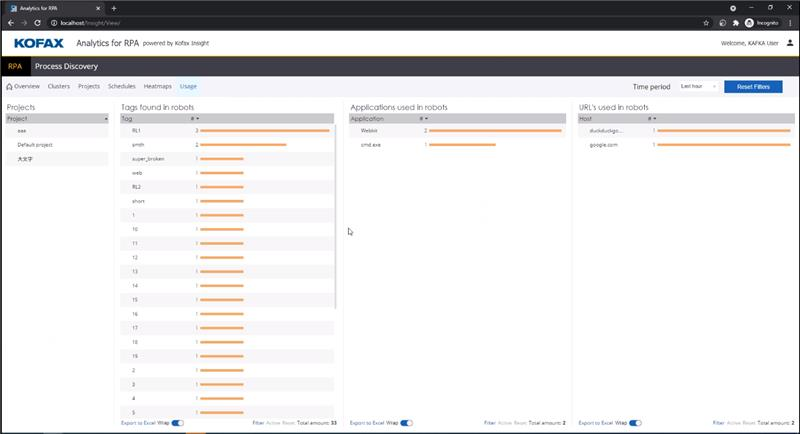 Analytics for RPA
localhost/Insight/View/
Incognito
KOFAX Analytics for RPA powered by Kofax Insight
Welcome, KAFKA User
RPA Process Discovery
Overview Clusters Projects Schedules Heatmaps Usage
Time period Last hour Reset Filters
Projects
Project
aaa
Default project
大文字
Tags found in robots
Tag #
RL1 3
smth 2
super_broken 1
web 1
RL2 1
short 1
1 1
10 1
11 1
12 1
13 1
14 1
15 1
16 1
17 1
18 1
19 1
2 1
3 1
4 1
5 1
Export to Excel Wrap Filter Active Reset Total amount: 33
Applications used in robots
Application #
Webkit 2
cmd.exe 1
Export to Excel Wrap Filter Active Reset Total amount: 2
URL's used in robots
Host #
duckduckgo... 1
google.com 1
Export to Excel Wrap Filter Active Reset Total amount: 2